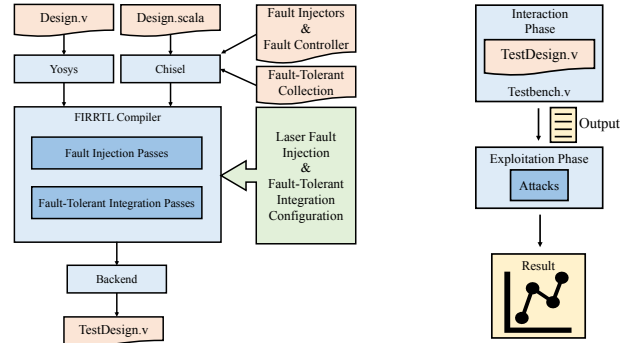 Design.v
Design.scala
Fault Injectors
&
Fault Controller
Yosys
Chisel
Fault-Tolerant
Collection
FIRRTL Compiler
Fault Injection Passes
Fault-Tolerant Integration Passes
Laser Fault
Injection
&
Fault-Tolerant
Integration
Configuration
Backend
TestDesign.v
Interaction
Phase
TestDesign.v
Testbench.v
Output
Exploitation Phase
Attacks
Result